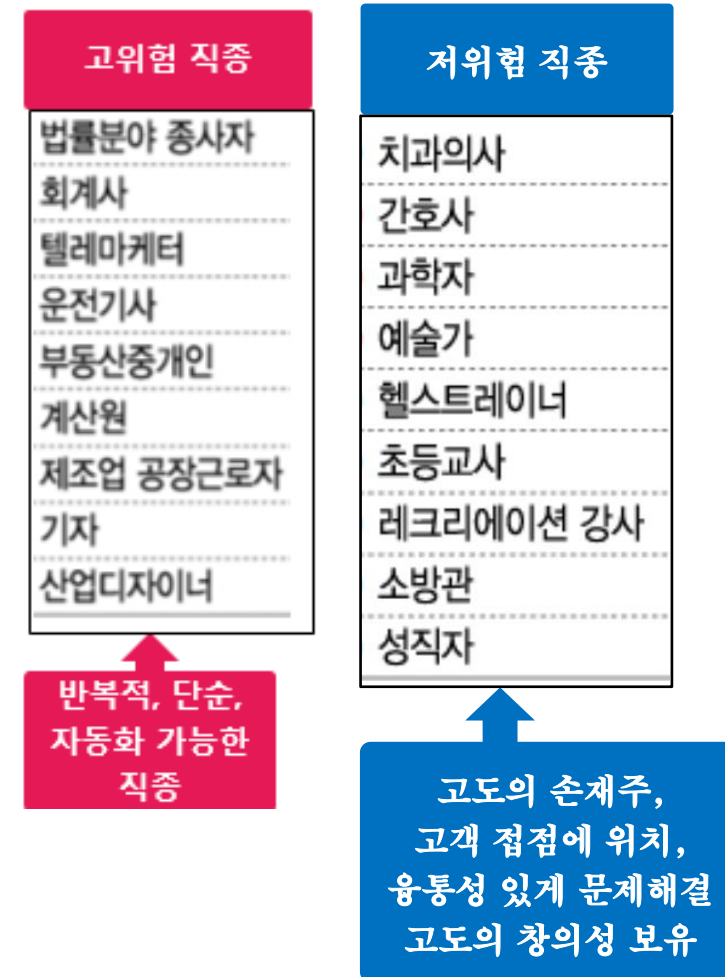 고위험 직종
법률분야 종사자
회계사
텔레마케터
운전기사
부동산중개인
계산원
제조업 공장근로자
기자
산업디자이너
반복적, 단순,
자동화 가능한
직종
저위험 직종
치과의사
간호사
과학자
예술가
헬스트레이너
초등교사
레크리에이션 강사
소방관
성직자
고도의 손재주,
고객 접점에 위치,
융통성 있게 문제해결
고도의 창의성 보유